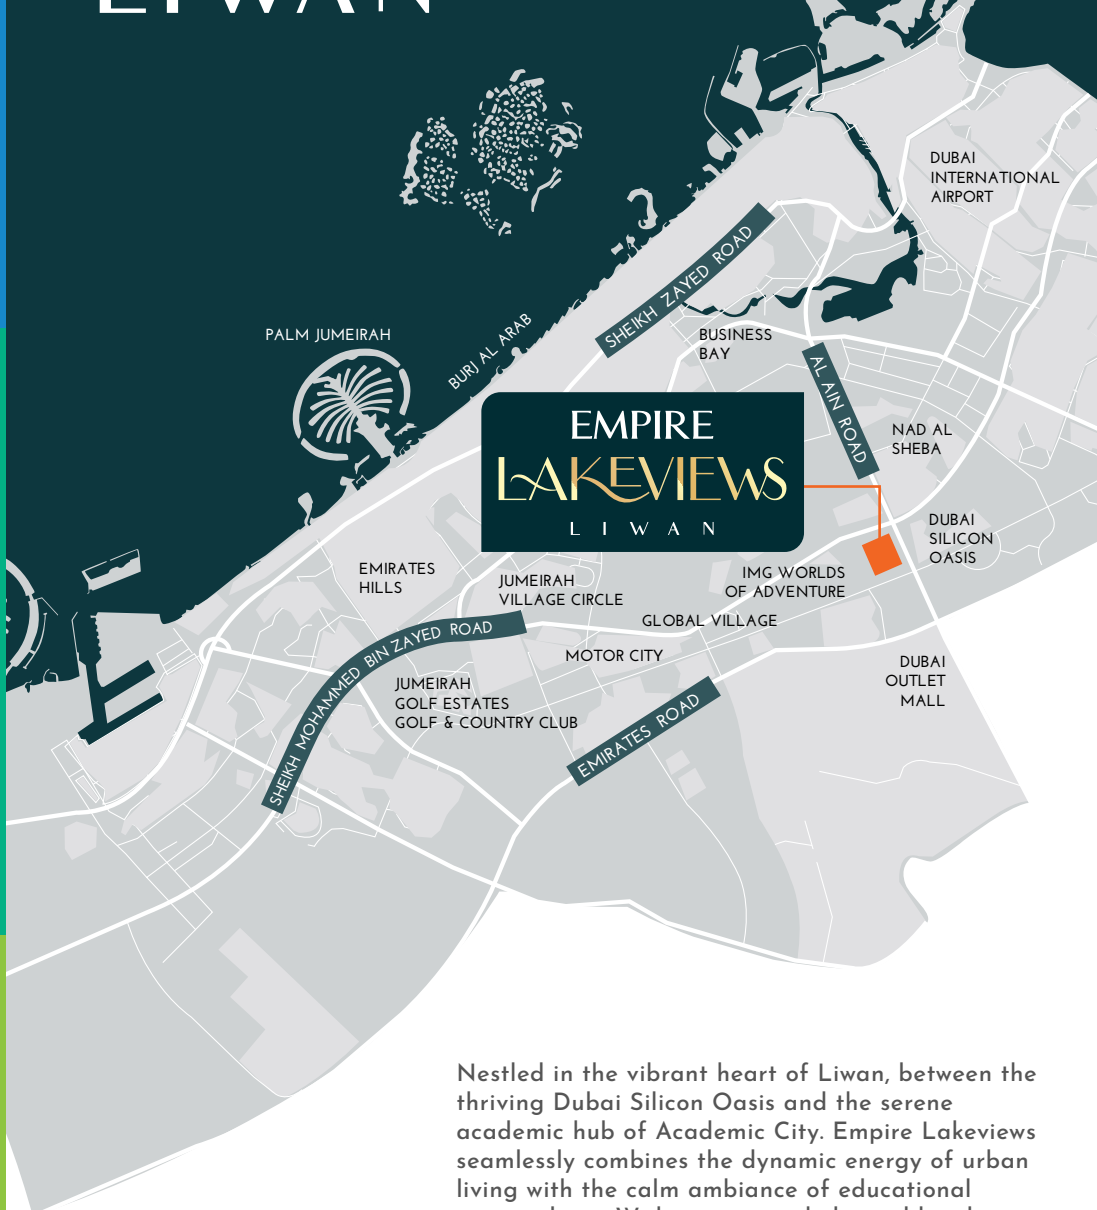 LIWAN
DUBAI
INTERNATIONAL
AIRPORT
SHEIKH ZAYED ROAD
PALM JUMEIRAH
BURJ AL ARAB
BUSINESS
BAY
AL AIN ROAD
NAD AL
SHEBA
EMPIRE
LAKEVIEWS
LIWAN
DUBAI
SILICON
OASIS
EMIRATES
HILLS
JUMEIRAH
VILLAGE CIRCLE
IMG WORLDS
OF ADVENTURE
GLOBAL VILLAGE
SHEIKH MOHAMMED BIN ZAYED ROAD
MOTOR CITY
DUBAI
OUTLET
MALL
JUMEIRAH
GOLF ESTATES
GOLF & COUNTRY CLUB
EMIRATES ROAD
Nestled in the vibrant heart of Liwan, between the
thriving Dubai Silicon Oasis and the serene
academic hub of Academic City. Empire Lakeviews
seamlessly combines the dynamic energy of urban
living with the calm ambiance of educational